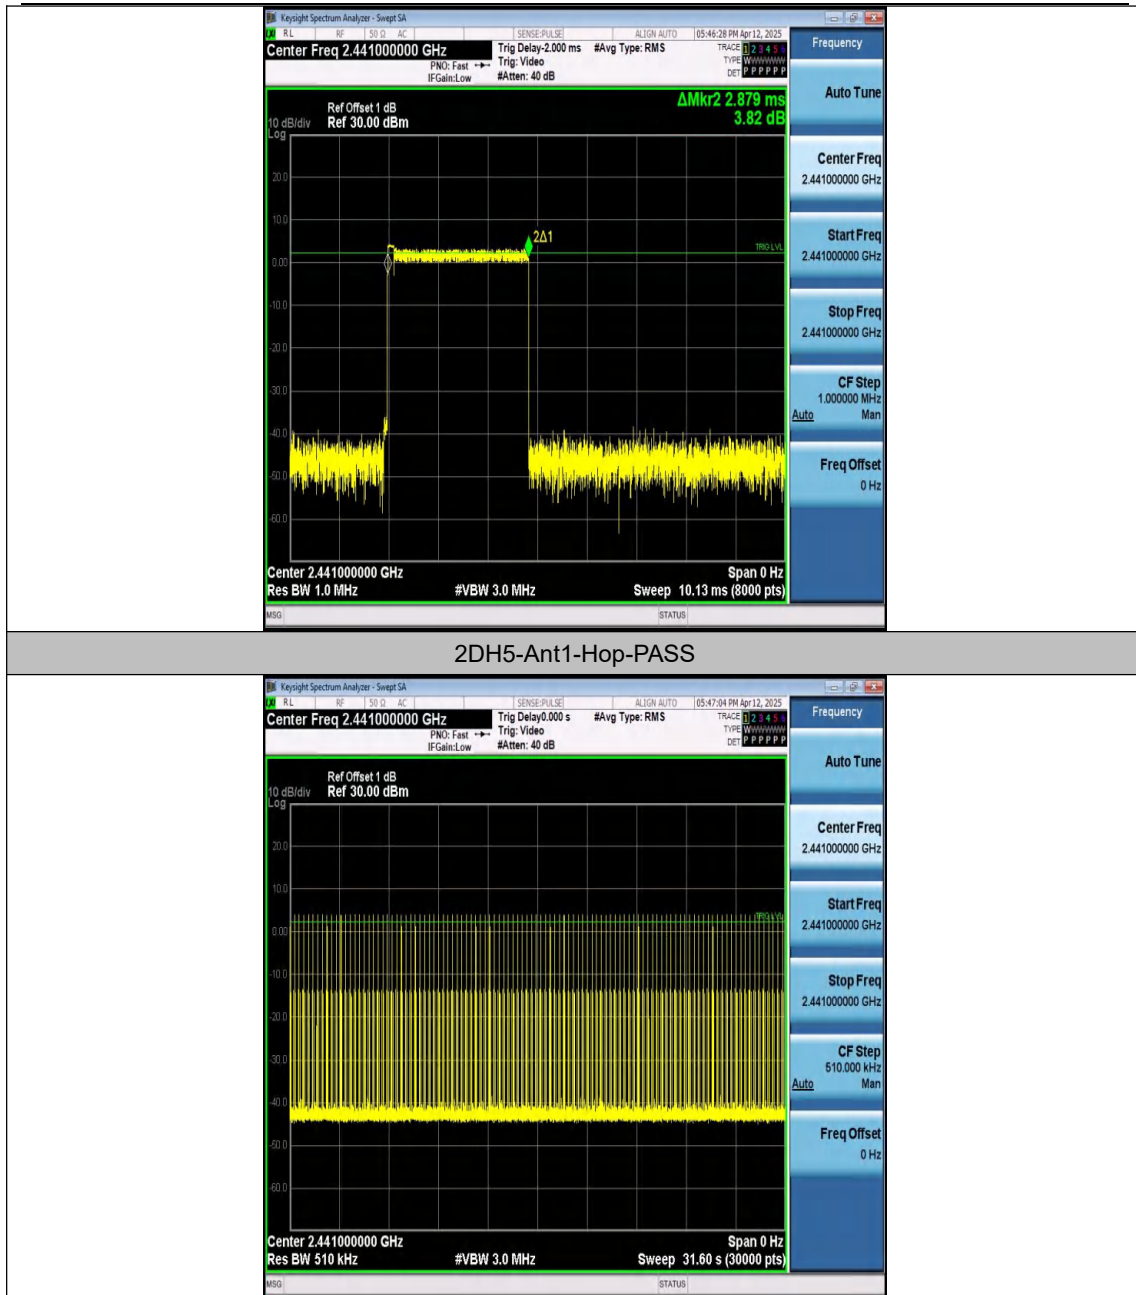 Keysight Spectrum Analyzer - Swept SA
RL RF 50 Ω AC SENSE:PULSE ALIGN AUTO 05:46:28 PM Apr 12, 2025
Center Freq 2.441000000 GHz Trig Delay-2.000 ms #Avg Type: RMS TRACE 1 2 3 4 5 6
PNO: Fast Trig: Video TYPE WWWWWW
IFGain:Low #Atten: 40 dB DET P P P P P P
Frequency
Auto Tune
Ref Offset 1 dB ΔMkr2 2.879 ms
10 dB/div Ref 30.00 dBm 3.82 dB
Log
20.0
10.0
0.00
-10.0
-20.0
-30.0
-40.0
-50.0
-60.0
2Δ1
TRIG LVL
Center Freq
2.441000000 GHz
Start Freq
2.441000000 GHz
Stop Freq
2.441000000 GHz
CF Step
1.000000 MHz
Auto Man
Freq Offset
0 Hz
Center 2.441000000 GHz Span 0 Hz
Res BW 1.0 MHz #VBW 3.0 MHz Sweep 10.13 ms (8000 pts)
MSG STATUS
2DH5-Ant1-Hop-PASS
Keysight Spectrum Analyzer - Swept SA
RL RF 50 Ω AC SENSE:PULSE ALIGN AUTO 05:47:04 PM Apr 12, 2025
Center Freq 2.441000000 GHz Trig Delay0.000 s #Avg Type: RMS TRACE 1 2 3 4 5 6
PNO: Fast Trig: Video TYPE WWWWWW
IFGain:Low #Atten: 40 dB DET P P P P P P
Frequency
Auto Tune
Ref Offset 1 dB
10 dB/div Ref 30.00 dBm
Log
20.0
10.0
0.00
-10.0
-20.0
-30.0
-40.0
-50.0
-60.0
TRIG LVL
Center Freq
2.441000000 GHz
Start Freq
2.441000000 GHz
Stop Freq
2.441000000 GHz
CF Step
510.000 kHz
Auto Man
Freq Offset
0 Hz
Center 2.441000000 GHz Span 0 Hz
Res BW 510 kHz #VBW 3.0 MHz Sweep 31.60 s (30000 pts)
MSG STATUS